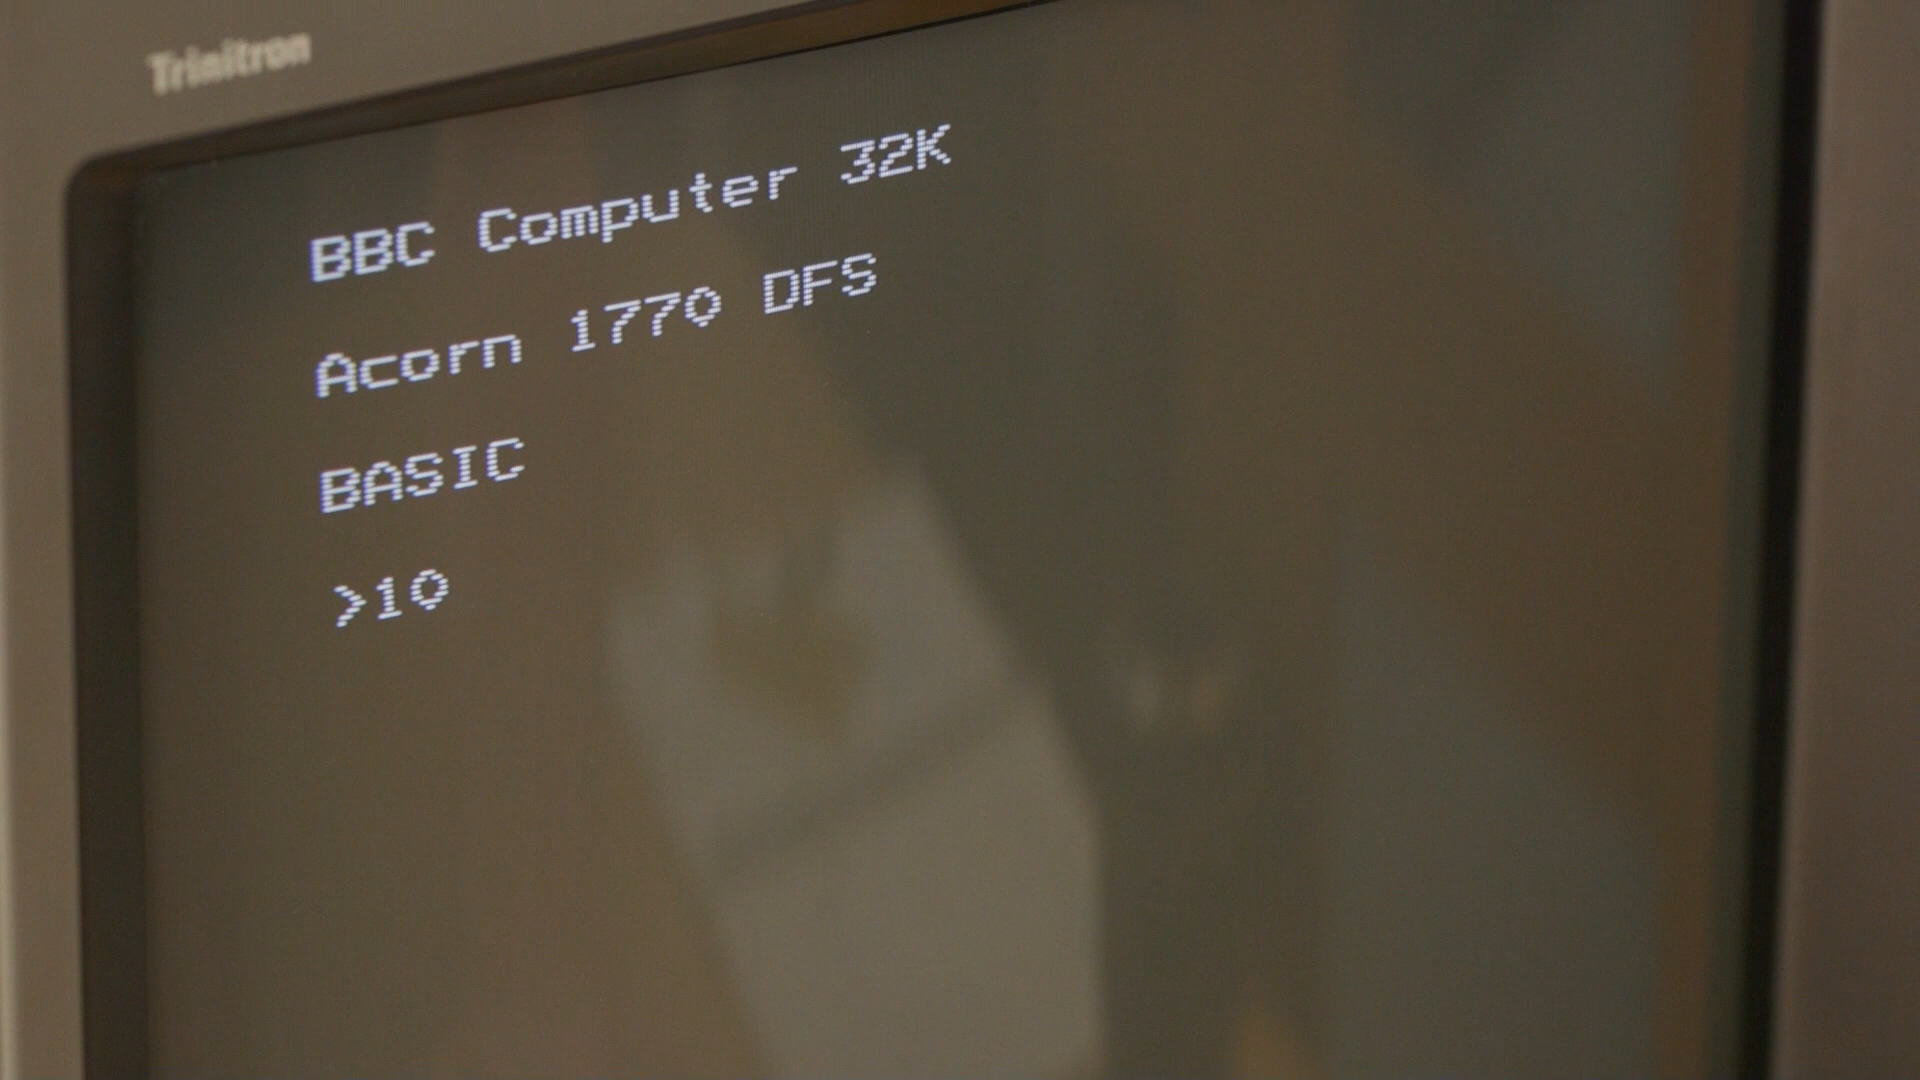 Trinitron
BBC Computer 32K
Acorn 1770 DFS
BASIC
>10